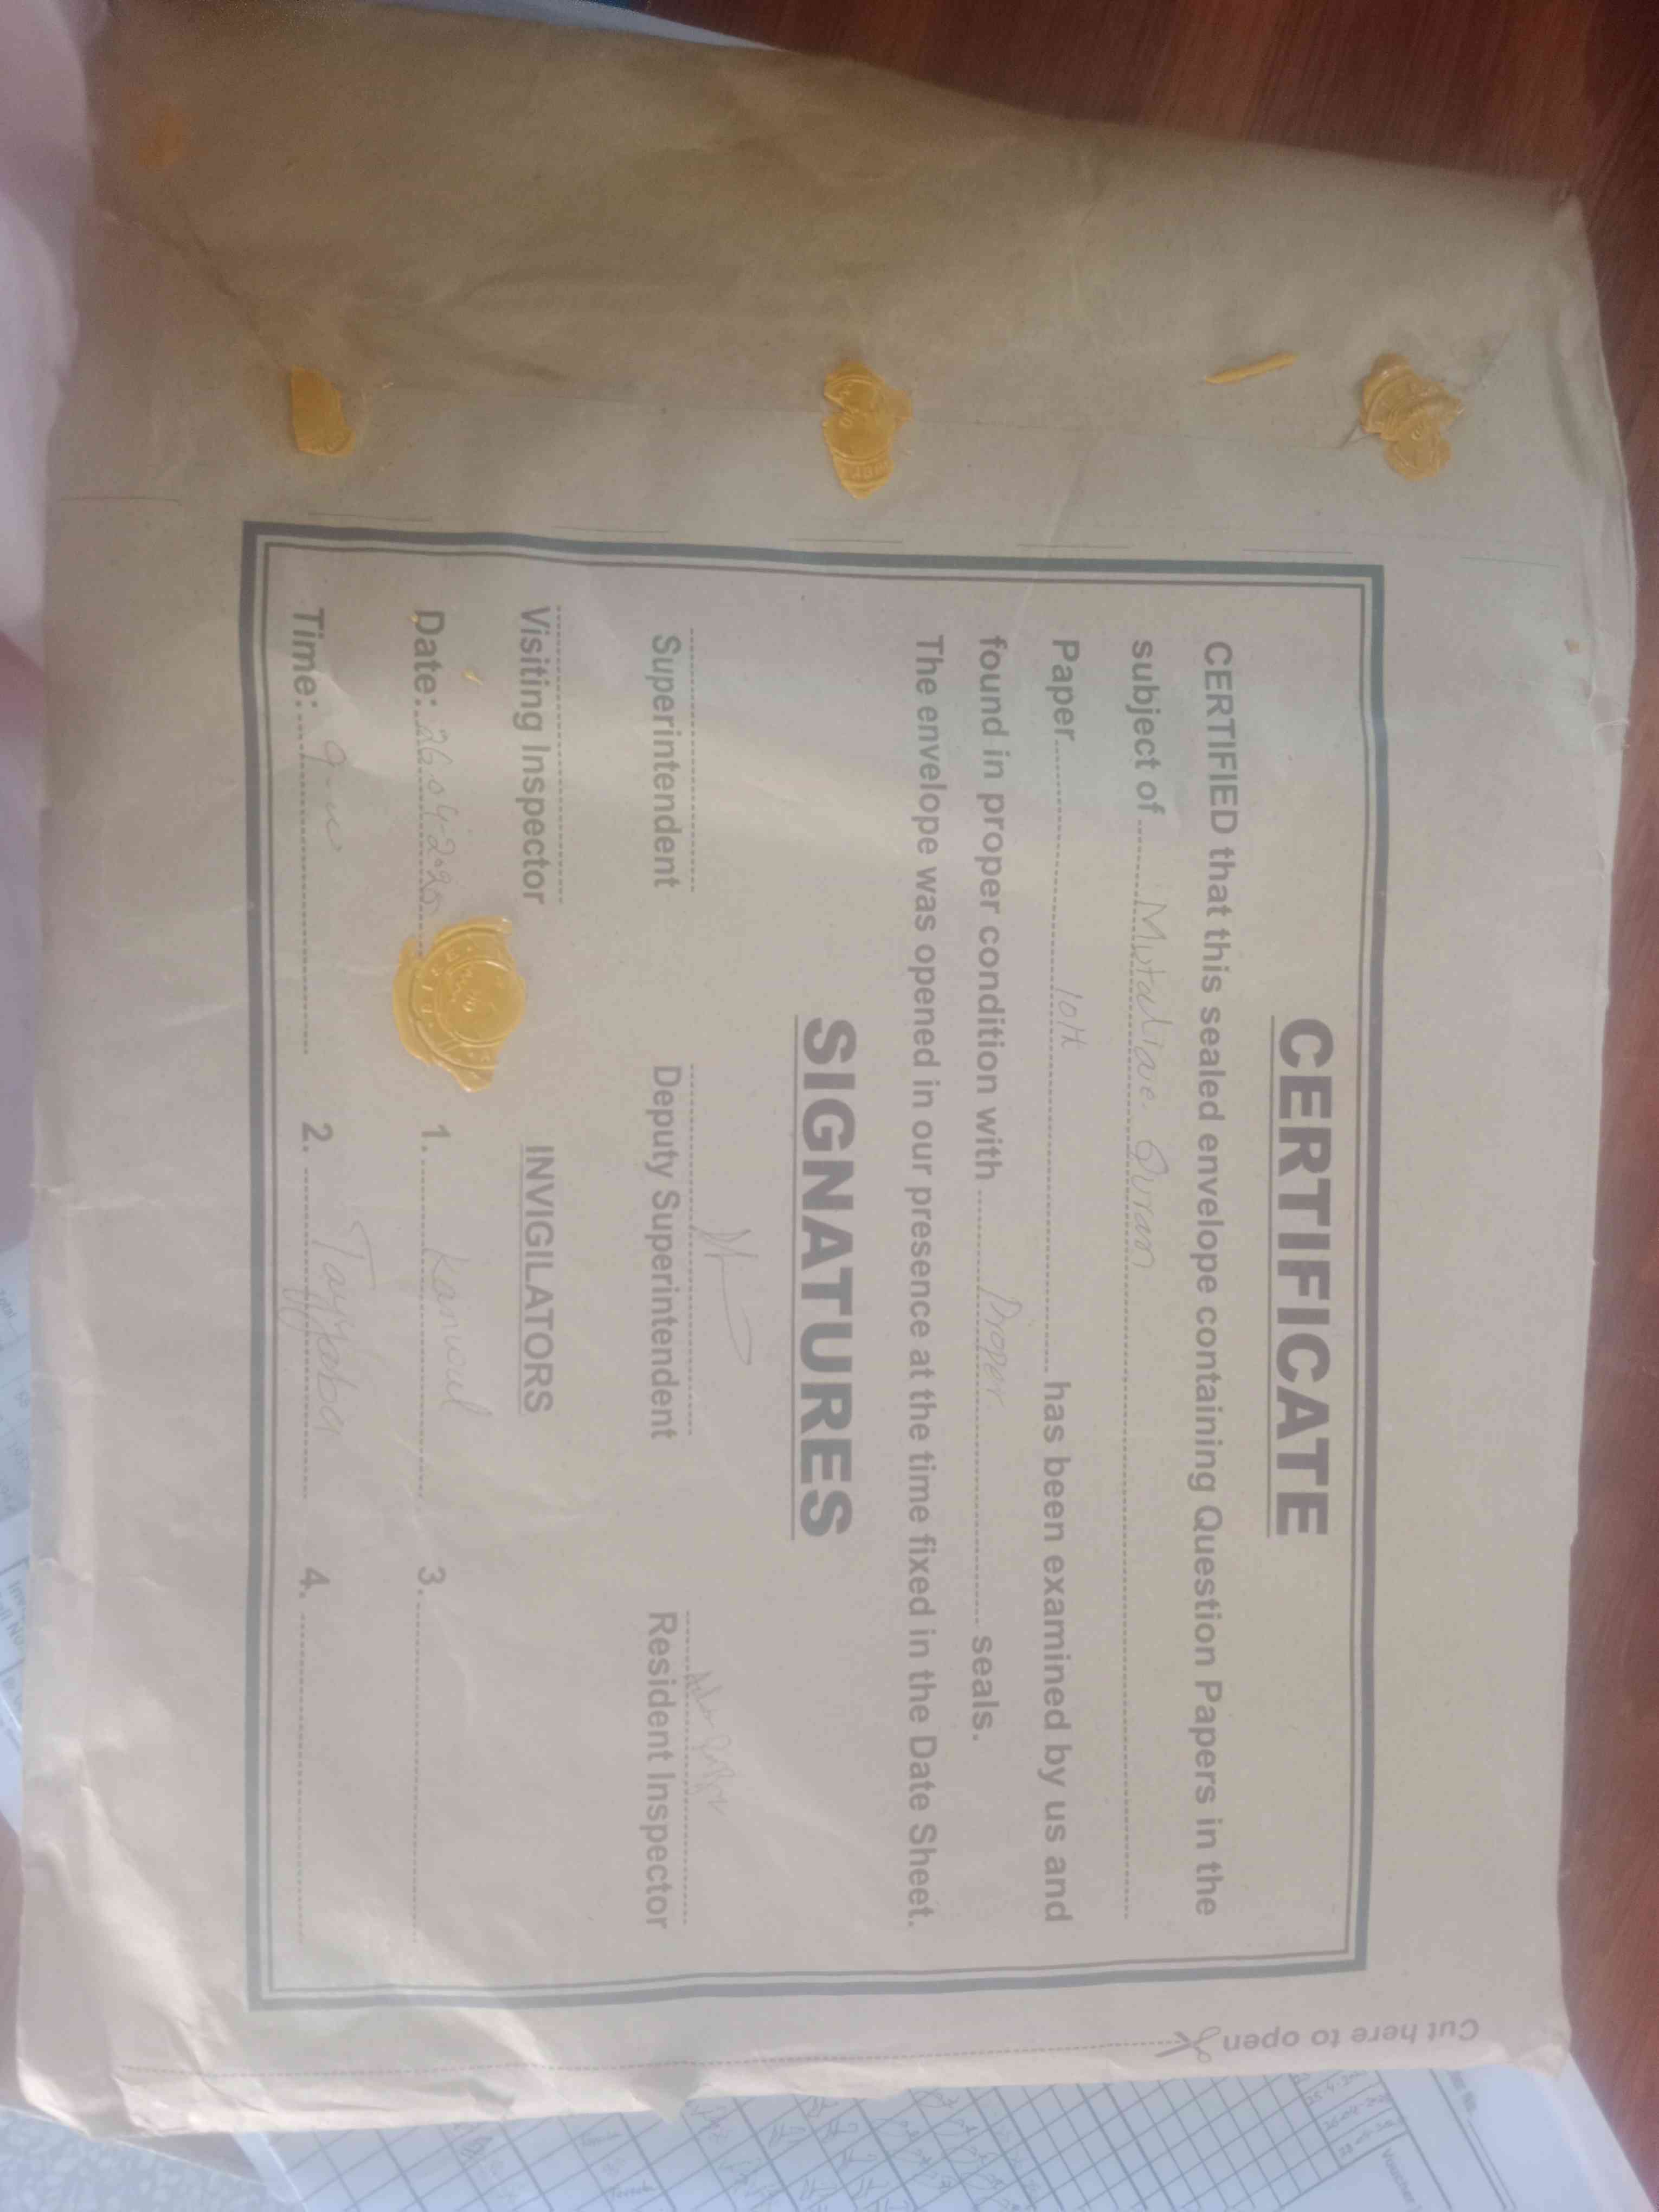 CERTIFICATE
CERTIFIED that this sealed envelope containing Question Papers in the
subject of Mutaliae Quran
Paper 10th has been examined by us and
found in proper condition with Proper seals.
The envelope was opened in our presence at the time fixed in the Date Sheet.
SIGNATURES
Superintendent Deputy Superintendent Resident Inspector
Visiting Inspector INVIGILATORS
Date: 26.04-2025 1. Kanwal 3.
Time: 2. Tayyaba 4.
Cut here to open